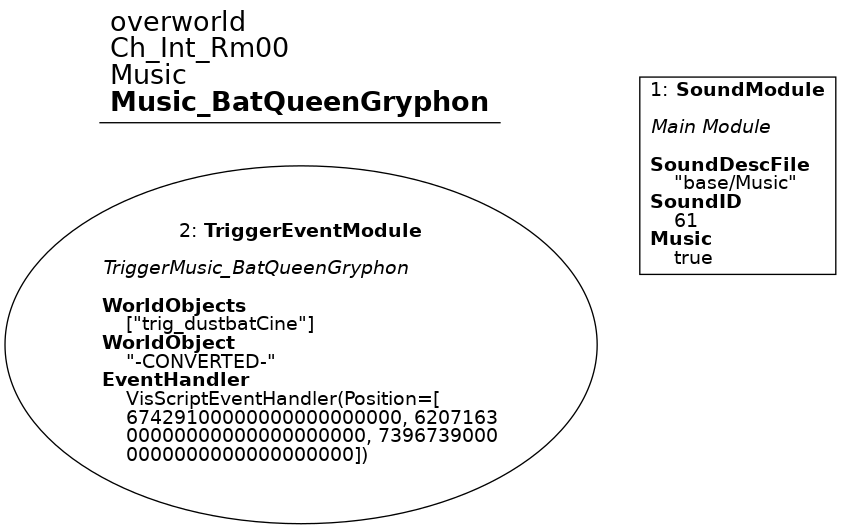 overworld
Ch_Int_Rm00
Music
Music_BatQueenGryphon
1: SoundModule
Main Module
SoundDescFile
"base/Music"
SoundID
61
Music
true
2: TriggerEventModule
TriggerMusic_BatQueenGryphon
WorldObjects
["trig_dustbatCine"]
WorldObject
"-CONVERTED-"
EventHandler
VisScriptEventHandler(Position=[
67429100000000000000000, 6207163
00000000000000000000, 7396739000
0000000000000000000])